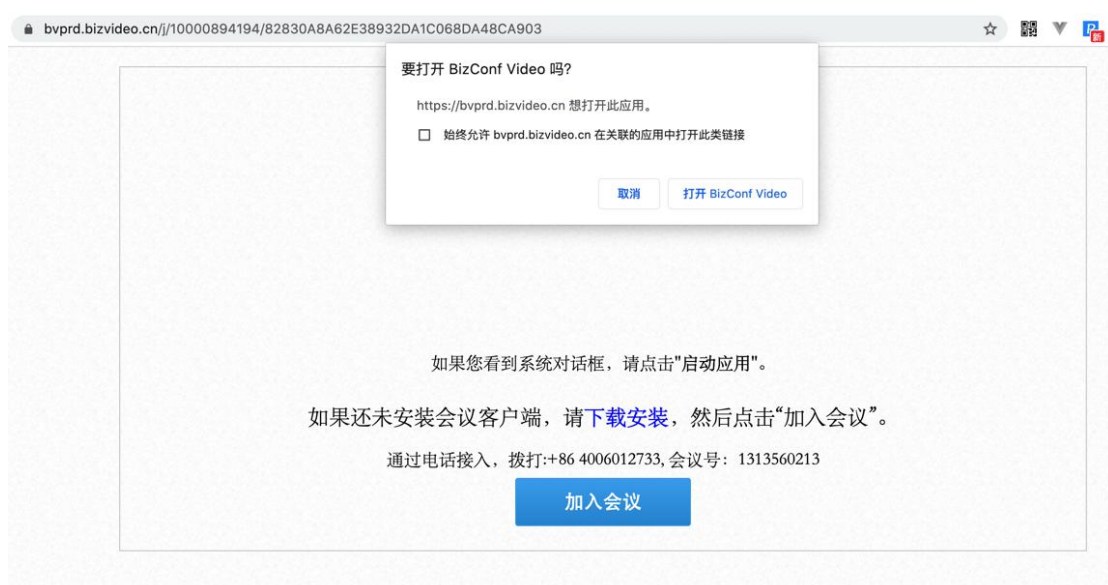 bvprd.bizvideo.cn/j/10000894194/82830A8A62E38932DA1C068DA48CA903
新
要打开 BizConf Video 吗?
https://bvprd.bizvideo.cn 想打开此应用。
始终允许 bvprd.bizvideo.cn 在关联的应用中打开此类链接
取消 打开 BizConf Video
如果您看到系统对话框，请点击"启动应用"。
如果还未安装会议客户端，请下载安装，然后点击“加入会议”。
通过电话接入，拨打:+86 4006012733, 会议号：1313560213
加入会议